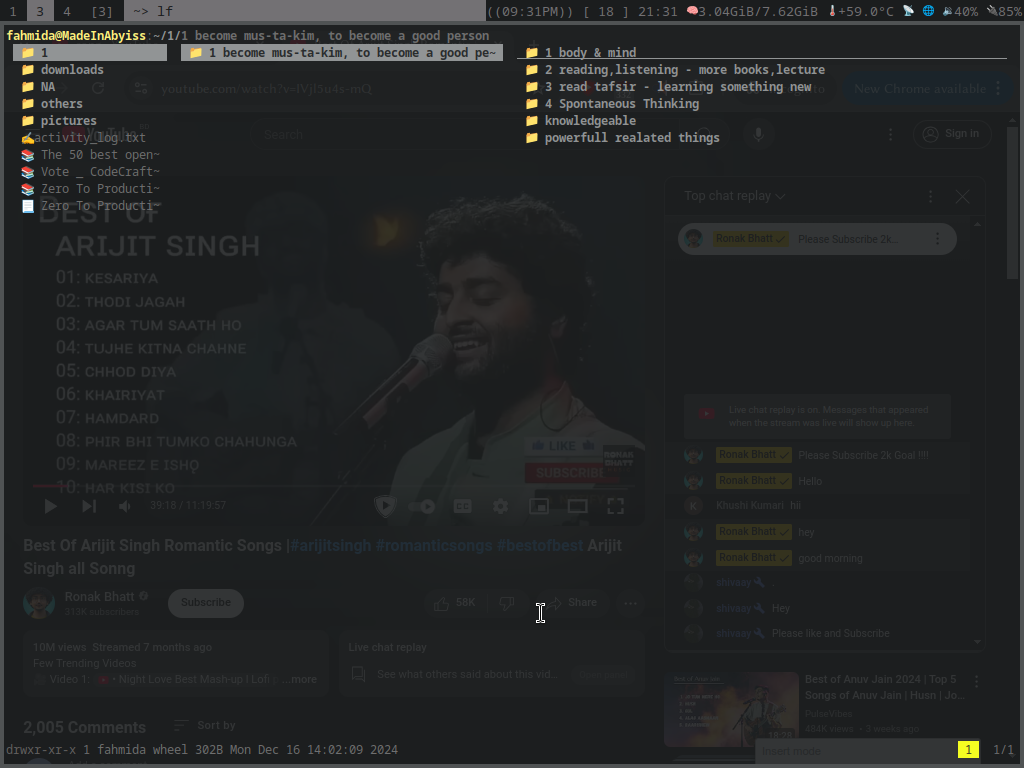 1 3 4 [3] ~> lf ((09:31PM)) [ 18 ] 21:31 3.04GiB/7.62GiB +59.0°C 40% 85%
fahmida@MadeInAbyiss:~/1/1 become mus-ta-kim, to become a good person
1
downloads
NA
others
pictures
activity_log.txt
The 50 best open~
Vote _ CodeCraft~
Zero To Producti~
Zero To Producti~
1 become mus-ta-kim, to become a good pe~
1 body & mind
2 reading,listening - more books,lecture
3 read tafsir - learning something new
4 Spontaneous Thinking
knowledgeable
powerfull realated things
New Chrome available
YouTube
Search
Sign in
BEST OF
ARIJIT SINGH
01: KESARIYA
02: THODI JAGAH
03: AGAR TUM SAATH HO
04: TUJHE KITNA CHAHNE
05: CHHOD DIYA
06: KHAIRIYAT
07: HAMDARD
08: PHIR BHI TUMKO CHAHUNGA
09: MAREEZ E ISHQ
10: HAR KISI KO
LIKE
SUBSCRIBE
RONAK BHATT
39:18 / 11:19:57
Top chat replay
Ronak Bhatt Please Subscribe 2k...
Live chat replay is on. Messages that appeared
when the stream was live will show up here.
Ronak Bhatt Please Subscribe 2k Goal !!!!
Ronak Bhatt Hello
K Khushi Kumari hii
Ronak Bhatt hey
Ronak Bhatt good morning
shivaay .
shivaay Hey
shivaay Please like and Subscribe
Best Of Arijit Singh Romantic Songs |#arijitsingh #romanticsongs #bestofbest Arijit
Singh all Sonng
Ronak Bhatt
313K subscribers
Subscribe
58K
Share
10M views Streamed 7 months ago
Few Trending Videos
Video 1: • Night Love Best Mash-up | Lofi ...more
Live chat replay
See what others said about this vid...
2,005 Comments
Sort by
Best of Anuv Jain 2024 | Top 5
Songs of Anuv Jain | Husn | Jo...
PulseVibes
884K views • 3 weeks ago
19:28
Insert mode
drwxr-xr-x 1 fahmida wheel 302B Mon Dec 16 14:02:09 2024 1 1/1